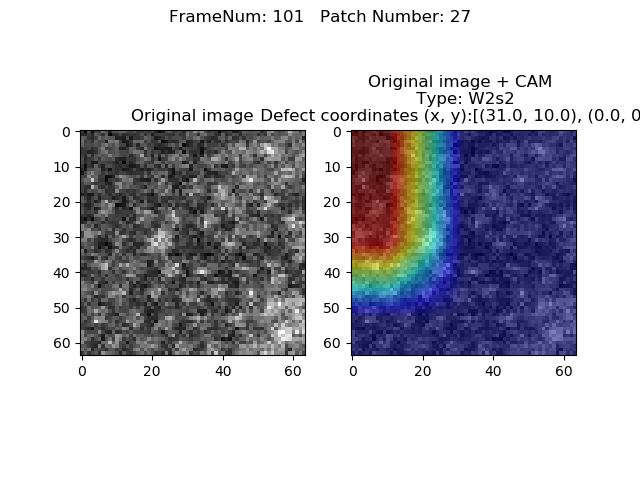 FrameNum: 101   Patch Number: 27
Original image + CAM
Type: W2s2
Original image
Defect coordinates (x, y):[(31.0, 10.0), (0.0, 0
0
10
20
30
40
50
60
0 20 40 60
0
10
20
30
40
50
60
0 20 40 60